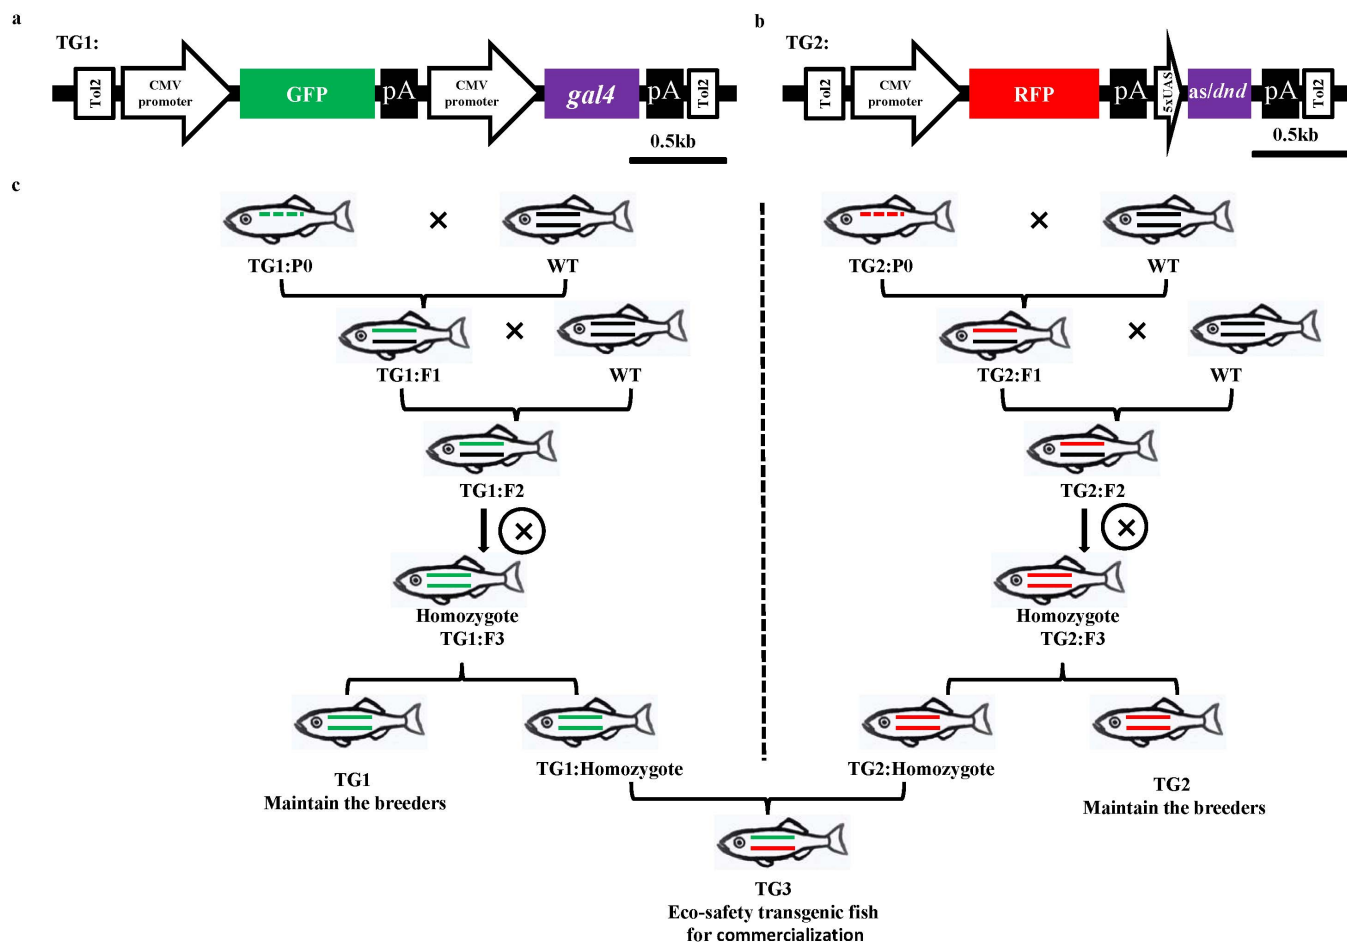 a
TG1:
Tol2
CMV
promoter
GFP
pA
CMV
promoter
gal4
pA
Tol2
0.5kb
b
TG2:
Tol2
CMV
promoter
RFP
pA
5xUAS
as/dnd
pA
Tol2
0.5kb
c
TG1:P0
×
WT
TG2:P0
×
WT
TG1:F1
×
WT
TG2:F1
×
WT
TG1:F2
×
TG2:F2
×
Homozygote
TG1:F3
Homozygote
TG2:F3
TG1
Maintain the breeders
TG1:Homozygote
TG2:Homozygote
TG2
Maintain the breeders
TG3
Eco-safety transgenic fish
for commercialization